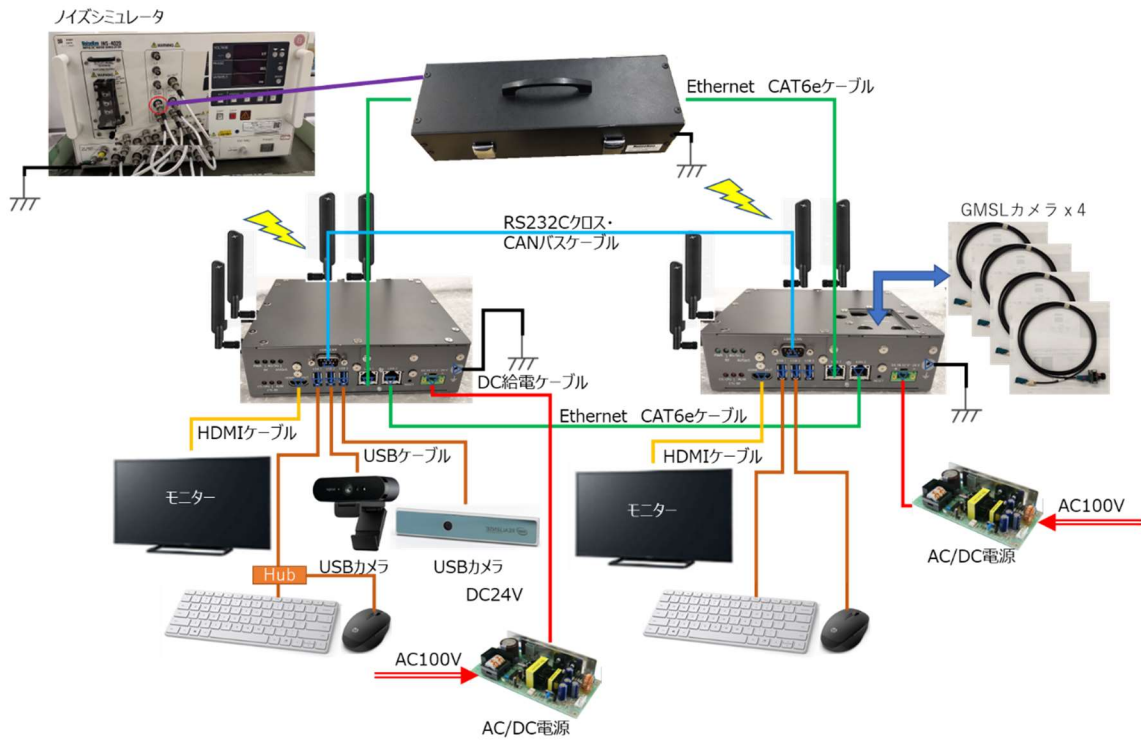 ノイズシミュレータ
Ethernet CAT6eケーブル
RS232Cクロス・
CANバスケーブル
GMSLカメラ x 4
DC給電ケーブル
Ethernet CAT6eケーブル
HDMIケーブル
USBケーブル
HDMIケーブル
モニター
モニター
AC100V
AC/DC電源
USBカメラ
USBカメラ
Hub
DC24V
AC100V
AC/DC電源